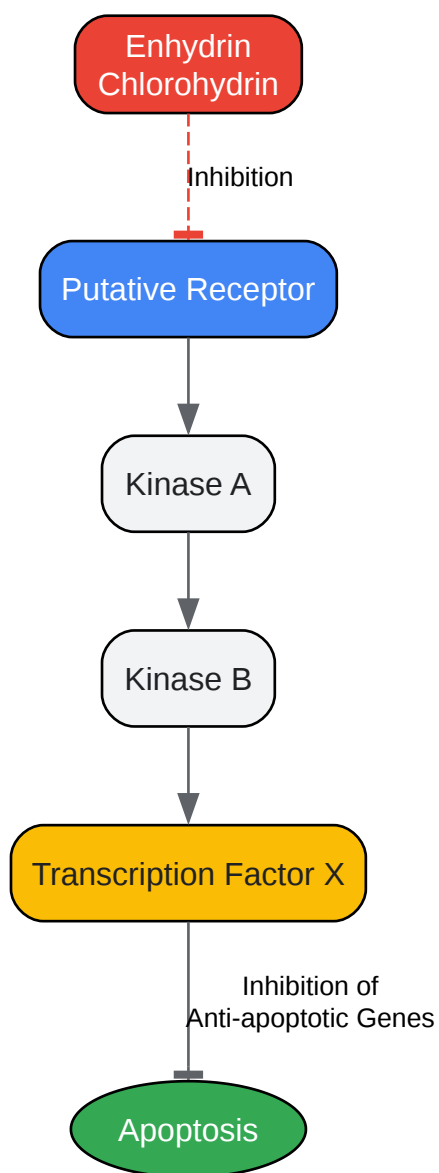 Enhydrin
Chlorohydrin
Inhibition
Putative Receptor
Kinase A
Kinase B
Transcription Factor X
Inhibition of
Anti-apoptotic Genes
Apoptosis